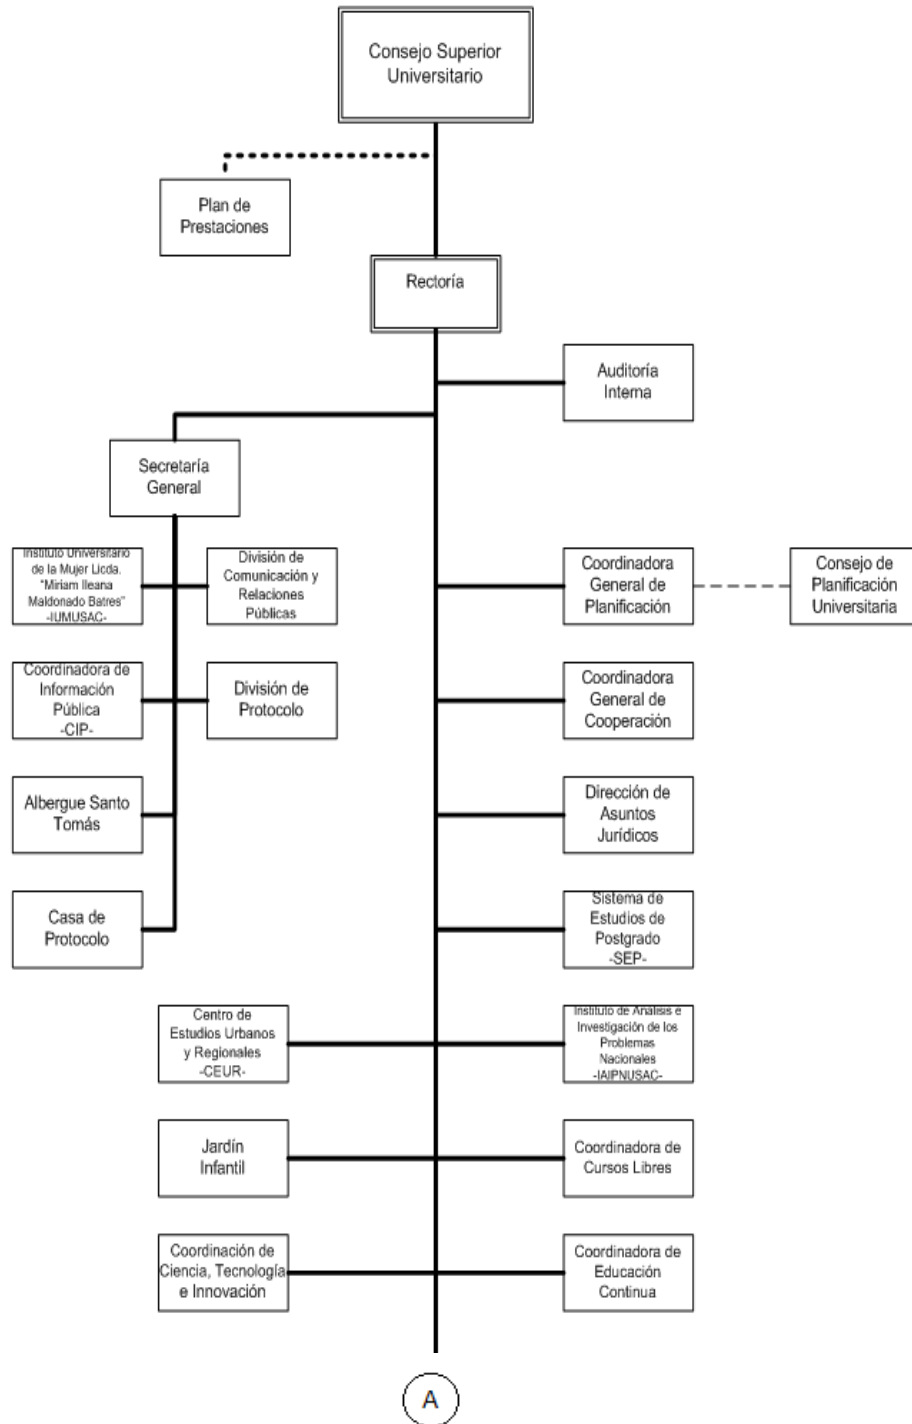 Consejo Superior
Universitario
Plan de
Prestaciones
Rectoría
Auditoría
Interna
Secretaría
General
Instituto Universitario
de la Mujer Licda.
"Miriam Ileana
Maldonado Batres"
-IUMUSAC-
División de
Comunicación y
Relaciones
Públicas
Coordinadora
General de
Planificación
Consejo de
Planificación
Universitaria
Coordinadora de
Información
Pública
-CIP-
División de
Protocolo
Coordinadora
General de
Cooperación
Albergue Santo
Tomás
Dirección de
Asuntos
Jurídicos
Casa de
Protocolo
Sistema de
Estudios de
Postgrado
-SEP-
Centro de
Estudios Urbanos
y Regionales
-CEUR-
Instituto de Análisis e
Investigación de los
Problemas
Nacionales
-IAIPNUSAC-
Jardín
Infantil
Coordinadora de
Cursos Libres
Coordinación de
Ciencia, Tecnología
e Innovación
Coordinadora de
Educación
Continua
A